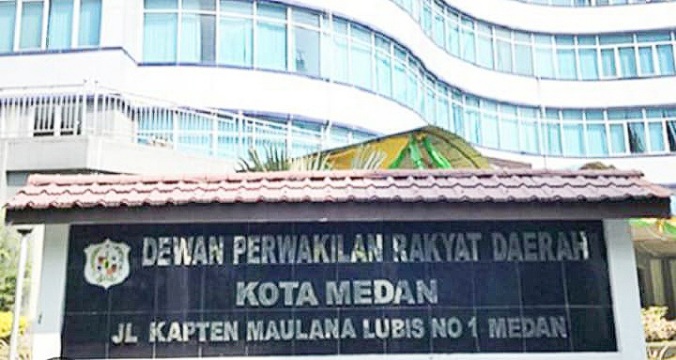 DEWAN PERWAKILAN RAKYAT DAERAH
KOTA MEDAN
JL KAPTEN MAULANA LUBIS NO 1 MEDAN